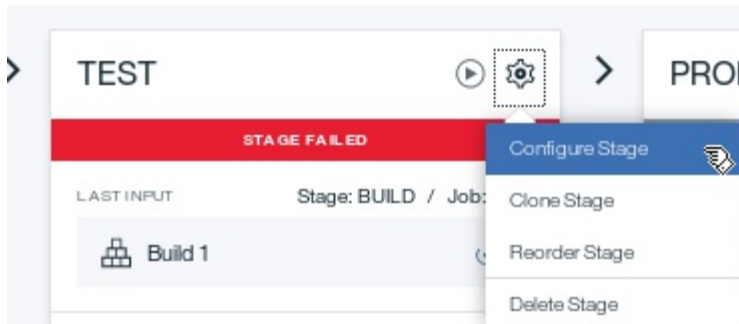 TEST
PRO
STAGE FAILED
Configure Stage
LAST INPUT
Stage: BUILD / Job:
Clone Stage
Build 1
Reorder Stage
Delete Stage